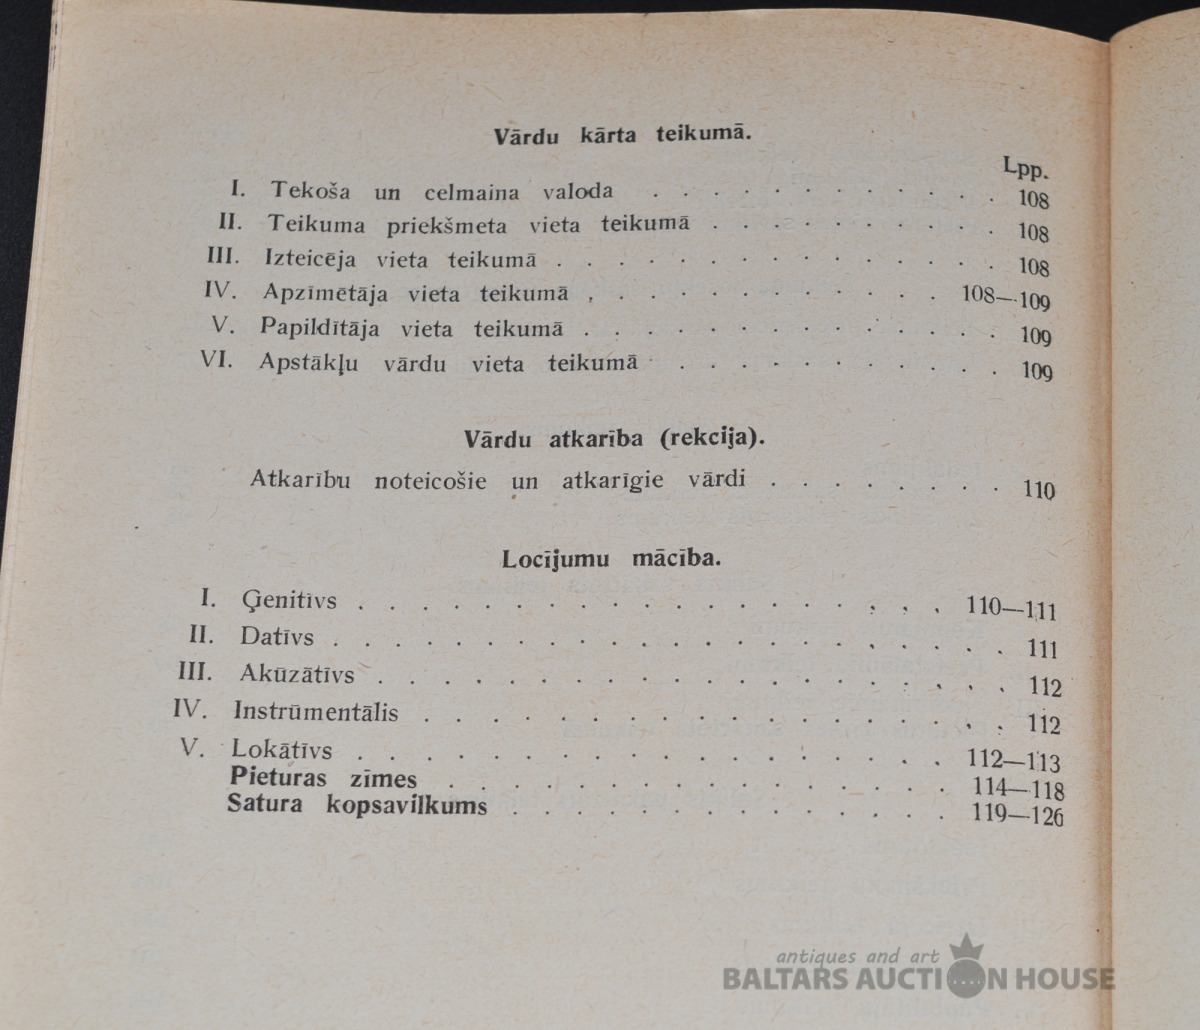 Vārdu kārta teikumā.
Lpp.
I. Tekoša un celmaina valoda . . . . . . . . . . . . 108
II. Teikuma priekšmeta vieta teikumā . . . . . . . . . . 108
III. Izteicēja vieta teikumā . . . . . . . . . . . . . . . 108
IV. Apzīmētāja vieta teikumā . . . . . . . . . . . . 108—109
V. Papildītāja vieta teikumā . . . . . . . . . . . . . . 109
VI. Apstākļu vārdu vieta teikumā . . . . . . . . . . . 109
Vārdu atkarība (rekcija).
Atkarību noteicošie un atkarīgie vārdi . . . . . . . . 110
Locījumu mācība.
I. Ģenitīvs . . . . . . . . . . . . . . . . . . . 110—111
II. Datīvs . . . . . . . . . . . . . . . . . . . . . . 111
III. Akūzātīvs . . . . . . . . . . . . . . . . . . . . 112
IV. Instrūmentālis . . . . . . . . . . . . . . . . . . 112
V. Lokātīvs . . . . . . . . . . . . . . . . . . . 112—113
Pieturas zīmes . . . . . . . . . . . . . . . . 114—118
Satura kopsavilkums . . . . . . . . . . . . . . 119—126
antiques and art
BALTARS AUCTION HOUSE